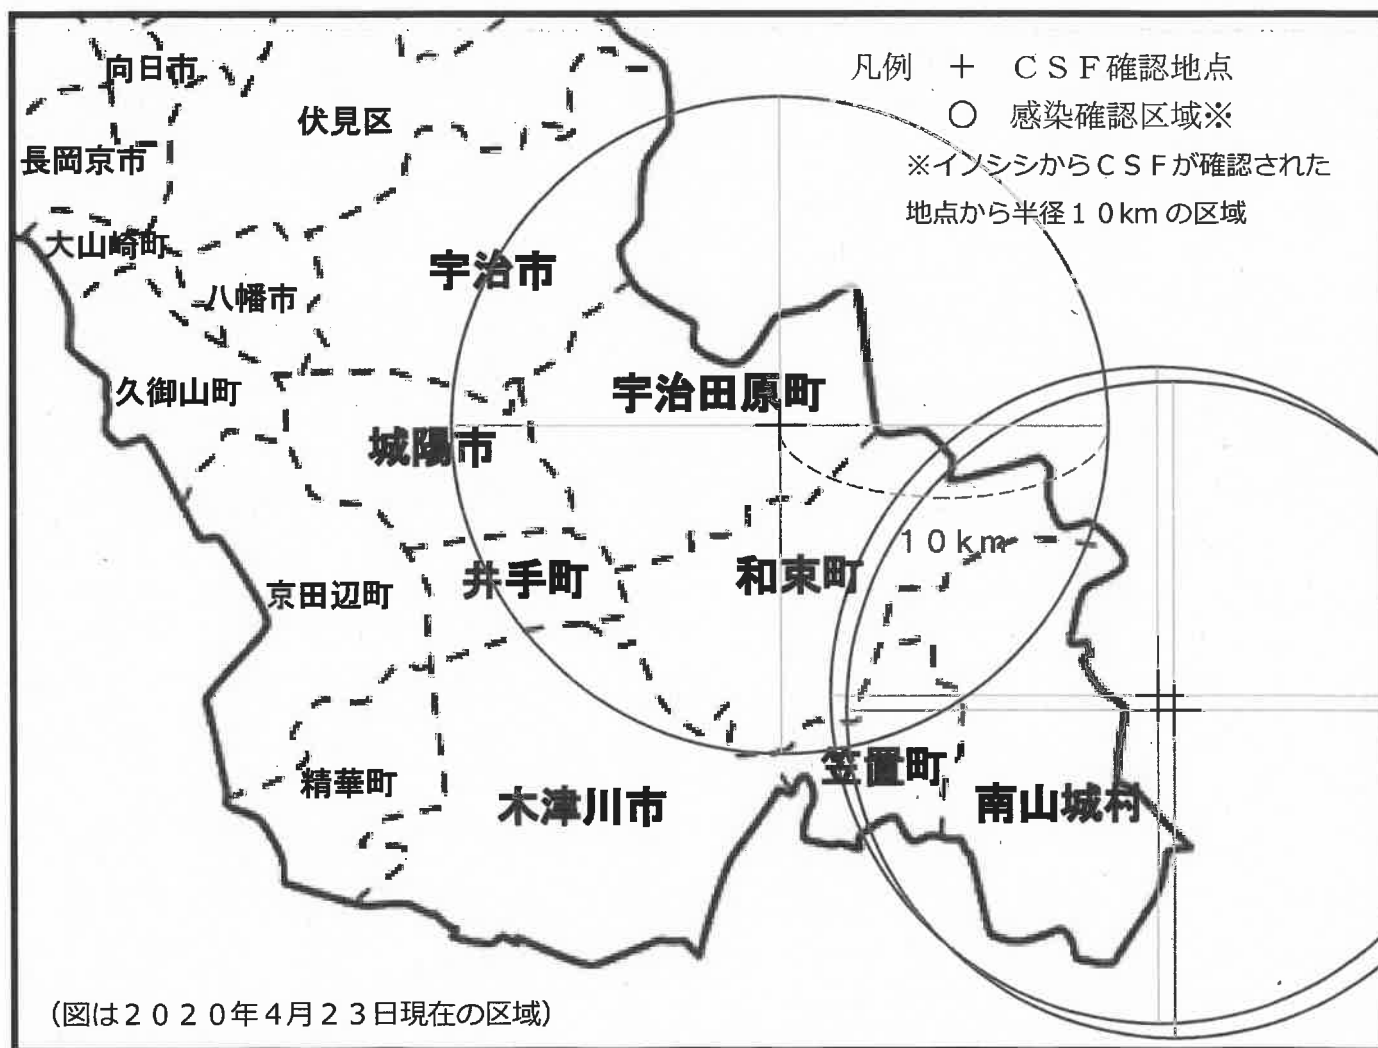 凡例 ＋ ＣＳＦ確認地点
○ 感染確認区域※
※イノシシからＣＳＦが確認された
地点から半径１０kmの区域
向日市
伏見区
長岡京市
大山崎町
宇治市
八幡市
久御山町
宇治田原町
城陽市
１０km
井手町
和束町
京田辺町
笠置町
精華町
木津川市
南山城村
（図は２０２０年４月２３日現在の区域）